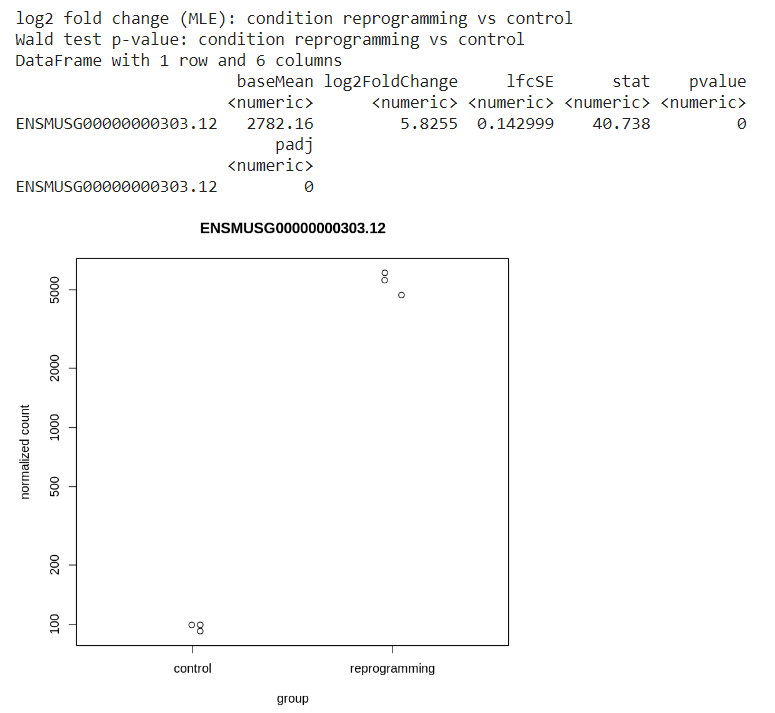 log2 fold change (MLE): condition reprogramming vs control
Wald test p-value: condition reprogramming vs control
DataFrame with 1 row and 6 columns
baseMean log2FoldChange lfcSE stat pvalue
<numeric> <numeric> <numeric> <numeric> <numeric>
ENSMUSG00000000303.12 2782.16 5.8255 0.142999 40.738 0
padj
<numeric>
ENSMUSG00000000303.12 0
ENSMUSG00000000303.12
5000
2000
1000
500
200
100
normalized count
control reprogramming
group